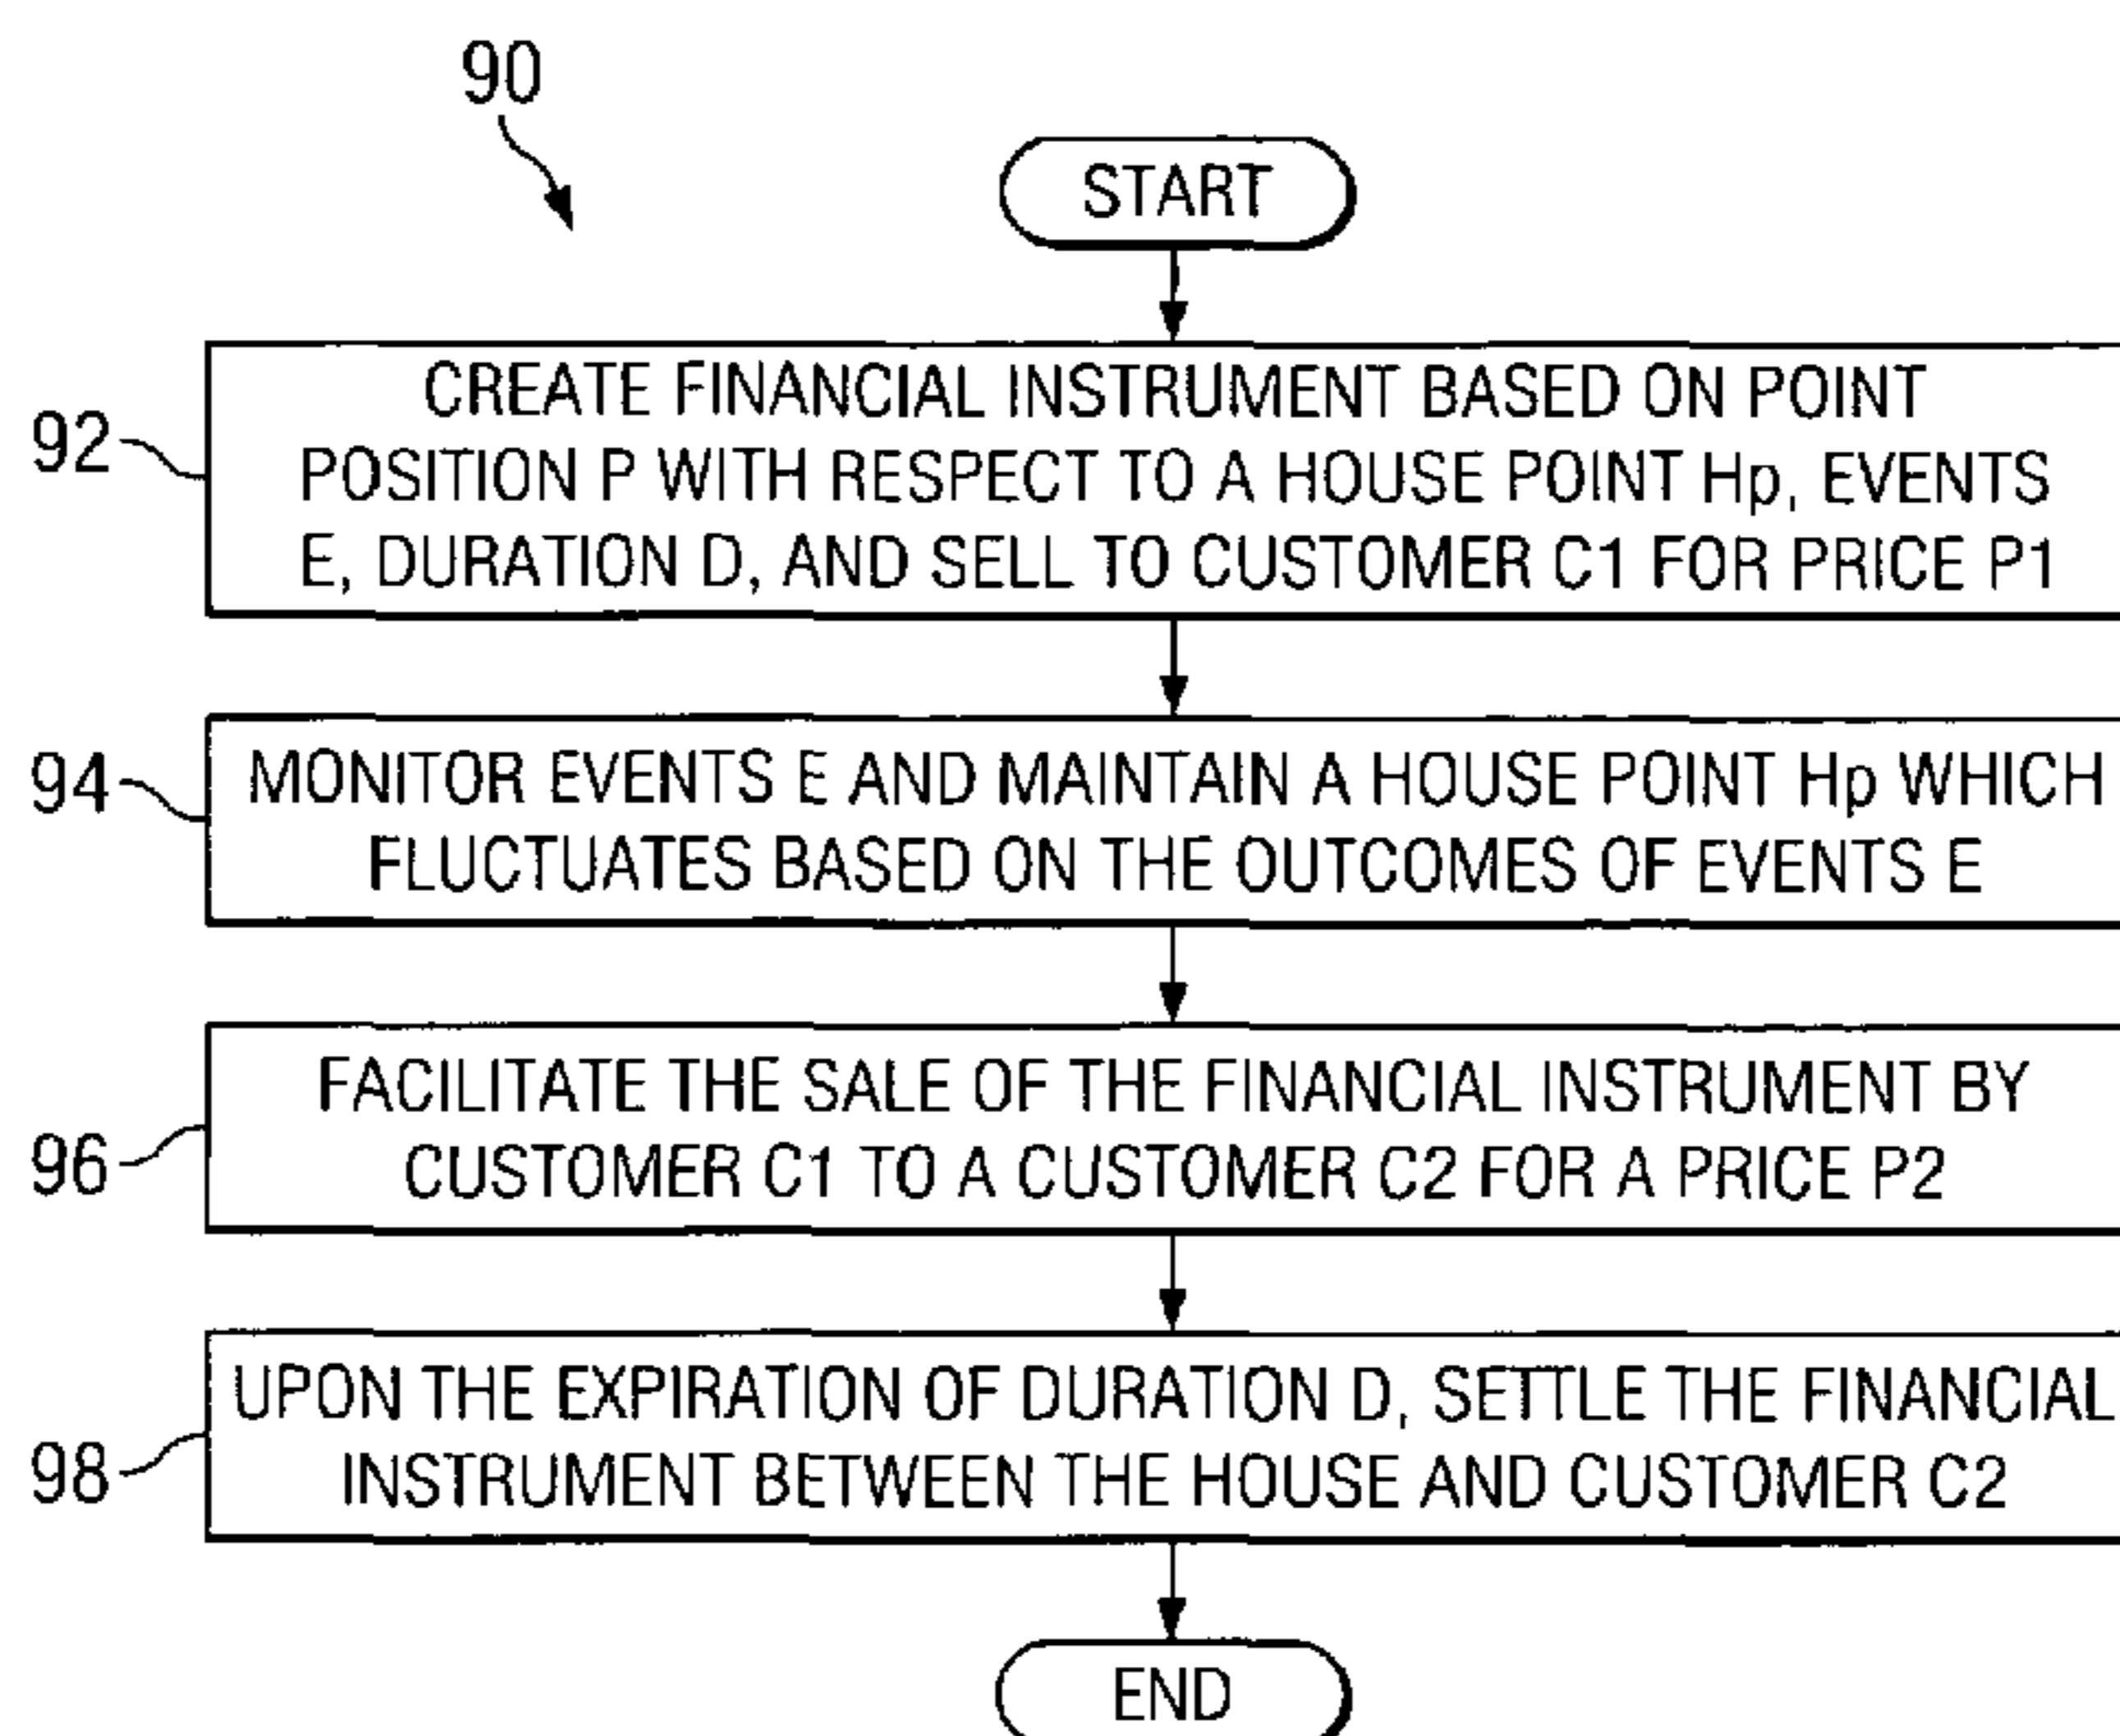 90
START
92
CREATE FINANCIAL INSTRUMENT BASED ON POINT
POSITION P WITH RESPECT TO A HOUSE POINT Hp, EVENTS
E, DURATION D, AND SELL TO CUSTOMER C1 FOR PRICE P1
94
MONITOR EVENTS E AND MAINTAIN A HOUSE POINT Hp WHICH
FLUCTUATES BASED ON THE OUTCOMES OF EVENTS E
96
FACILITATE THE SALE OF THE FINANCIAL INSTRUMENT BY
CUSTOMER C1 TO A CUSTOMER C2 FOR A PRICE P2
98
UPON THE EXPIRATION OF DURATION D, SETTLE THE FINANCIAL
INSTRUMENT BETWEEN THE HOUSE AND CUSTOMER C2
END